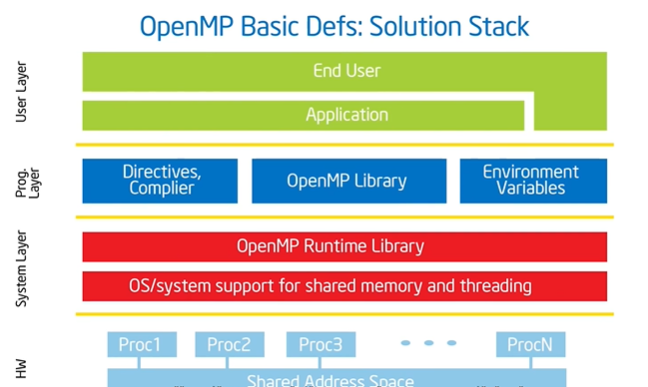 OpenMP Basic Defs: Solution Stack
User Layer
End User
Application
Prog.
Layer
Directives,
Complier
OpenMP Library
Environment
Variables
System Layer
OpenMP Runtime Library
OS/system support for shared memory and threading
HW
Proc1
Proc2
Proc3
• • •
ProcN
Shared Address Space